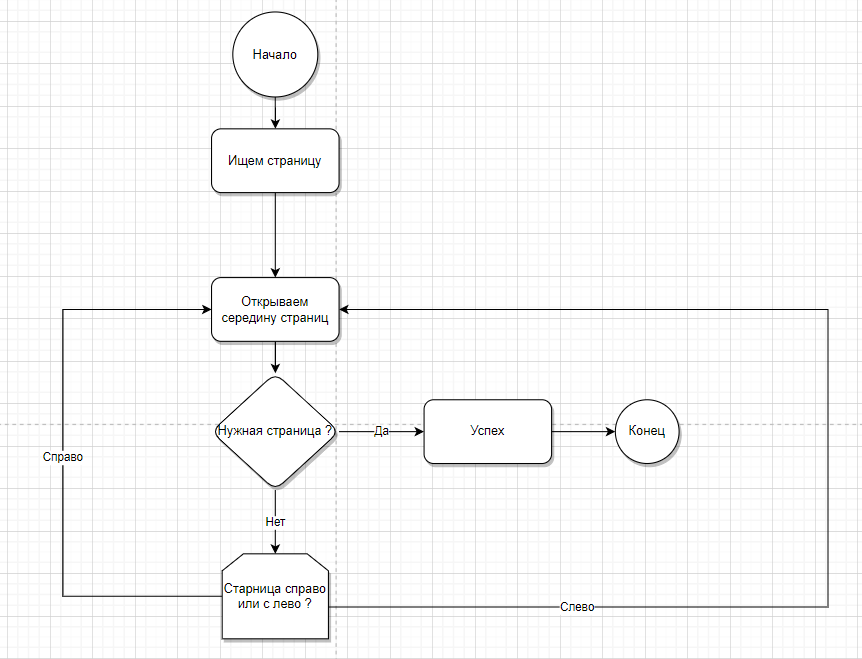 Начало
Ищем страницу
Открываем
середину страниц
Нужная страница ?
Да
Успех
Конец
Справо
Нет
Старница справо
или с лево ?
Слево